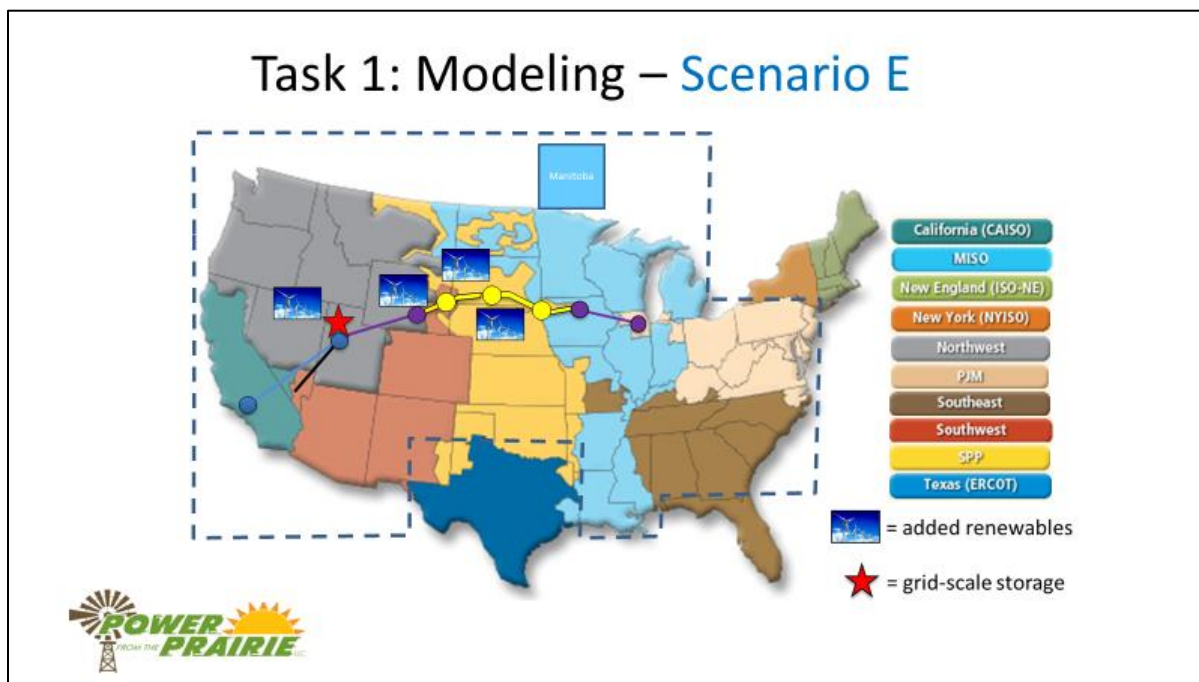 Task 1: Modeling – Scenario E
Manitoba
California (CAISO)
MISO
New England (ISO-NE)
New York (NYISO)
Northwest
PJM
Southeast
Southwest
SPP
Texas (ERCOT)
= added renewables
= grid-scale storage
POWER
FROM THE PRAIRIE LLC